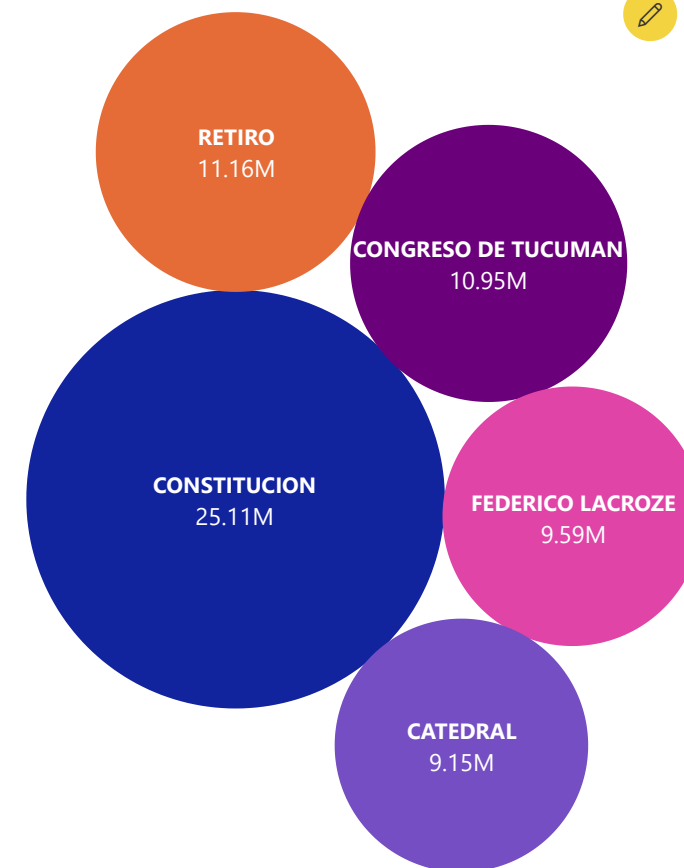 RETIRO
11.16M
CONGRESO DE TUCUMAN
10.95M
CONSTITUCION
25.11M
FEDERICO LACROZE
9.59M
CATEDRAL
9.15M